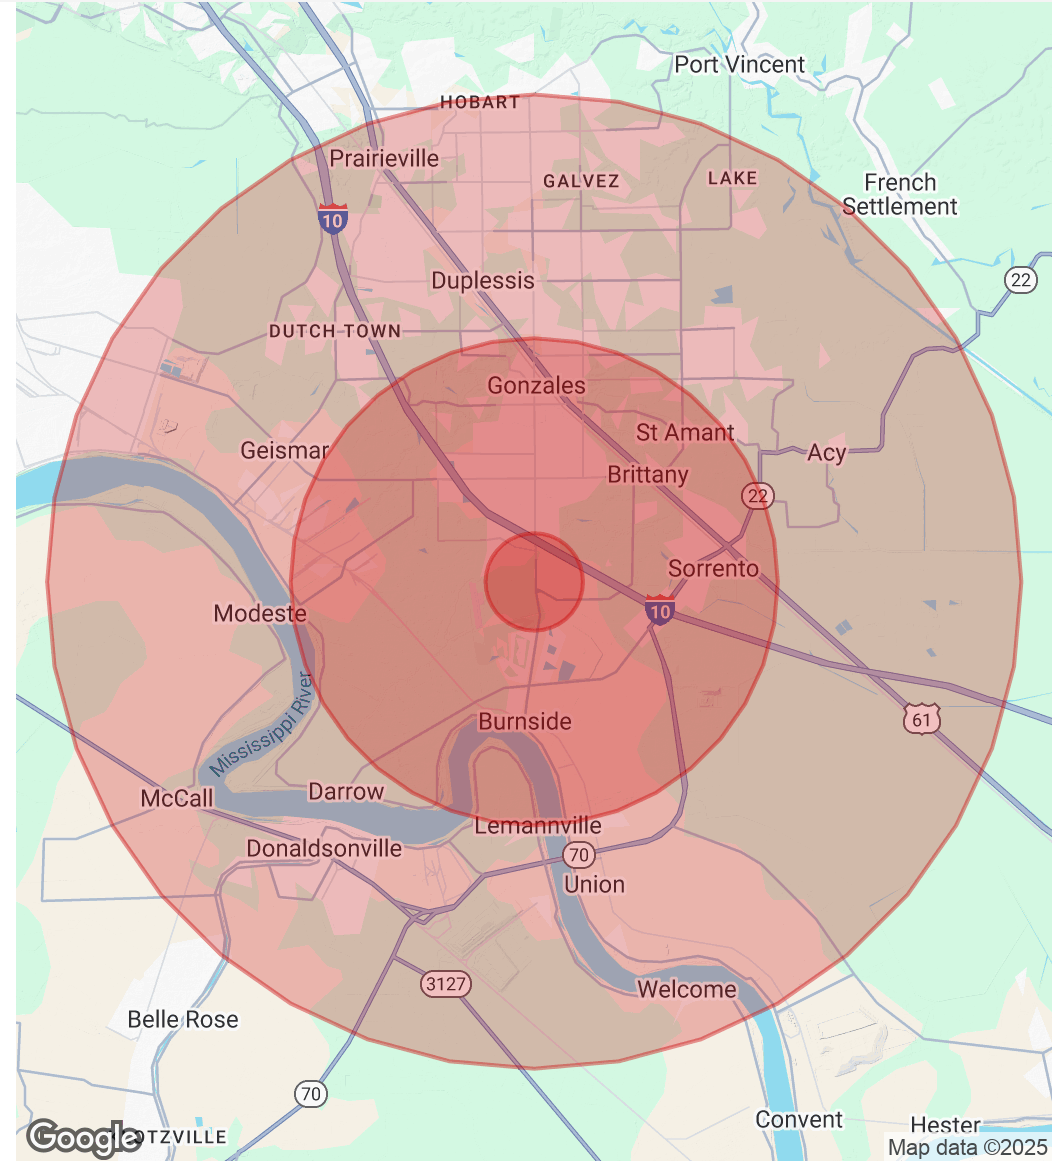 Port Vincent
HOBART
Prairieville
GALVEZ
LAKE
French
Settlement
10
Duplessis
22
DUTCH TOWN
Gonzales
St Amant
Geismar
Acy
Brittany
22
Sorrento
10
Modeste
Mississippi River
61
Burnside
Darrow
McCall
Lemannville
Donaldsonville
70
Union
3127
Welcome
Belle Rose
70
Convent
Hester
Google
Map data ©2025